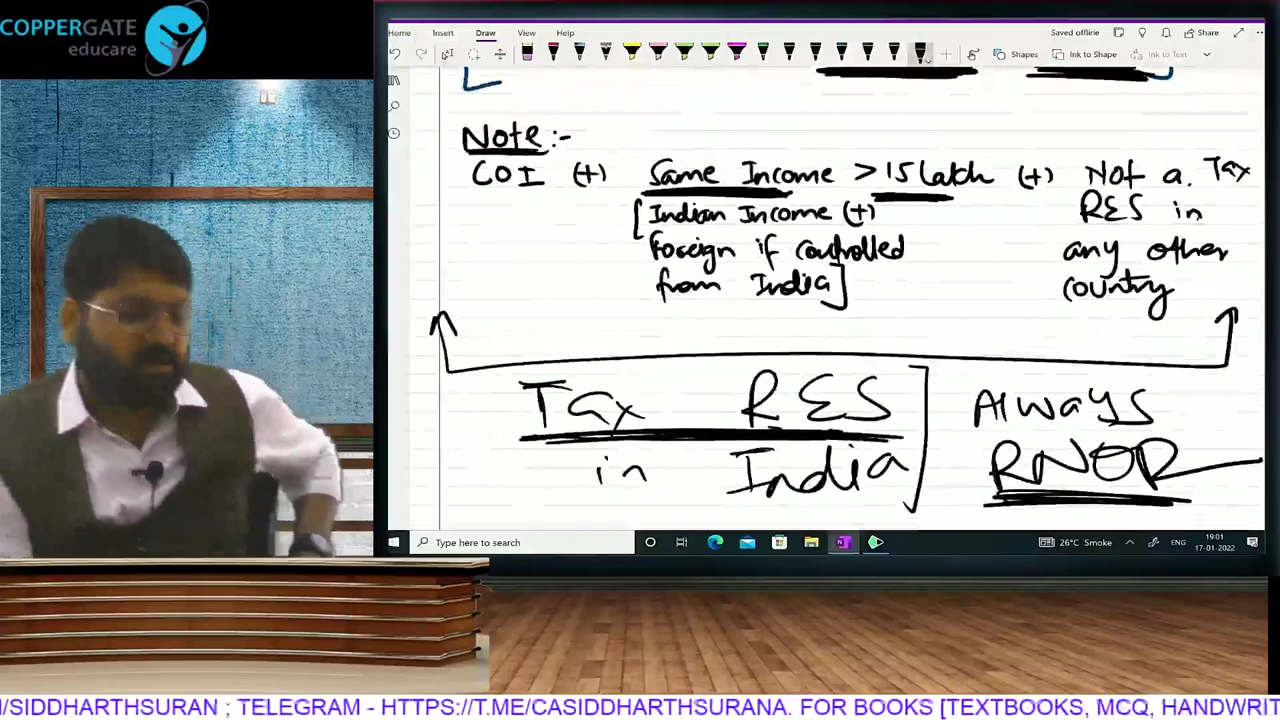 COPPERGATE
educare
Home Insert Draw View Help
Saved offline
Share
Shapes Ink to Shape Ink to Text
Note:-
COI (+) Same Income > 15 Lakh (+) Not a. Tax
[Indian Income (+) RES in
Foreign if controlled any other
from India] country
Tax RES Always
in India RNOR
Type here to search
26°C Smoke
ENG
19:01
17-01-2022
/SIDDHARTHSURAN ; TELEGRAM - HTTPS://T.ME/CASIDDHARTHSURANA. FOR BOOKS [TEXTBOOKS, MCQ, HANDWRIT